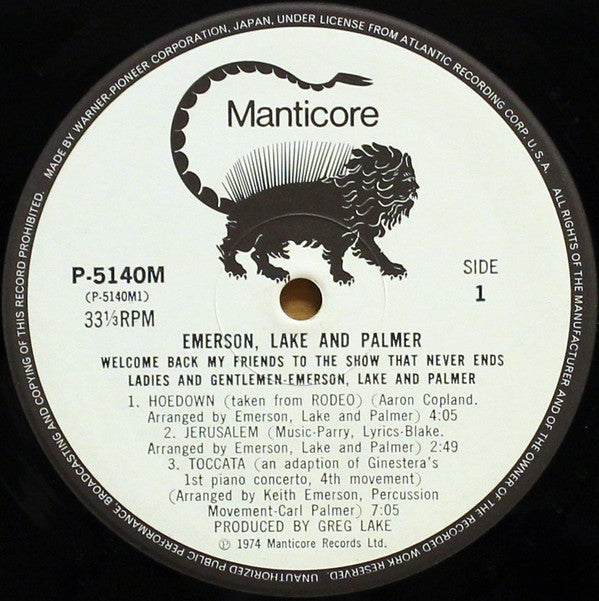 MADE BY WARNER-PIONEER CORPORATION, JAPAN, UNDER LICENSE FROM ATLANTIC RECORDING CORP. U.S.A. ALL RIGHTS OF THE MANUFACTURER AND OF THE OWNER OF THE RECORDED WORK RESERVED. UNAUTHORIZED PUBLIC PERFORMANCE, BROADCASTING AND COPYING OF THIS RECORD PROHIBITED.
Manticore
P-5140M
(P-5140M1)
33⅓RPM
SIDE
1
EMERSON, LAKE AND PALMER
WELCOME BACK MY FRIENDS TO THE SHOW THAT NEVER ENDS
LADIES AND GENTLEMEN-EMERSON, LAKE AND PALMER
1. HOEDOWN (taken from RODEO) (Aaron Copland.
Arranged by Emerson, Lake and Palmer) 4:05
2. JERUSALEM (Music-Parry, Lyrics-Blake.
Arranged by Emerson, Lake and Palmer) 2:49
3. TOCCATA (an adaption of Ginestera's
1st piano concerto, 4th movement)
(Arranged by Keith Emerson, Percussion
Movement-Carl Palmer) 7:05
PRODUCED BY GREG LAKE
℗ 1974 Manticore Records Ltd.